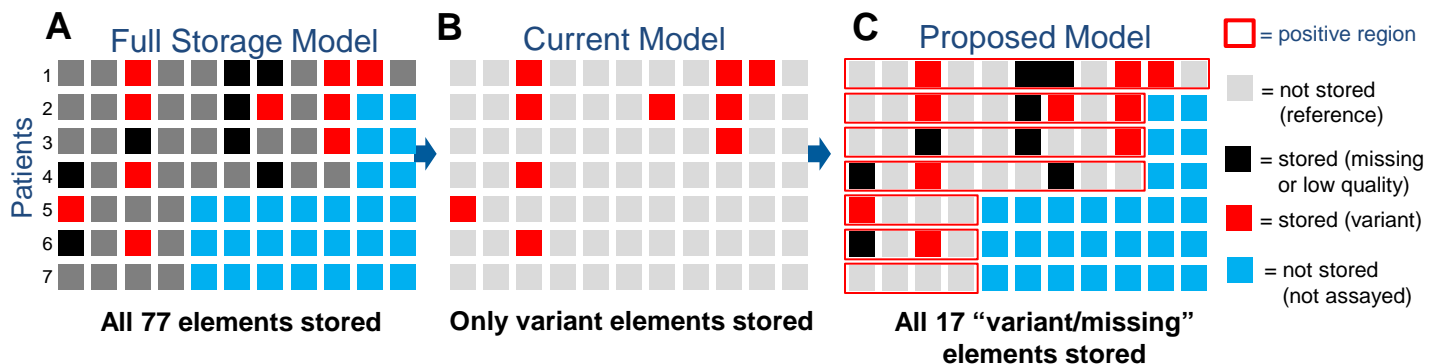 A
Full Storage Model
B
Current Model
C
Proposed Model
= positive region
Patients
1
2
3
4
5
6
7
= not stored
(reference)
= stored (missing
or low quality)
= stored (variant)
= not stored
(not assayed)
All 77 elements stored
Only variant elements stored
All 17 “variant/missing”
elements stored